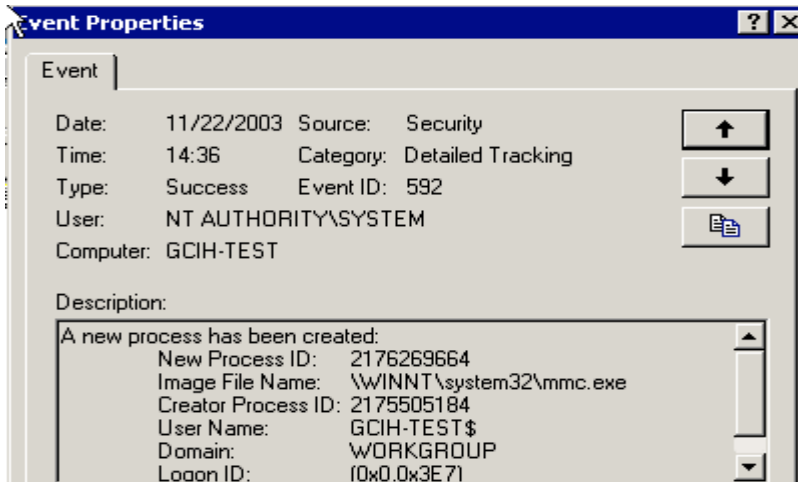 Event Properties
Event
Date: 11/22/2003 Source: Security
Time: 14:36 Category: Detailed Tracking
Type: Success Event ID: 592
User: NT AUTHORITY\SYSTEM
Computer: GCIH-TEST
Description:
A new process has been created:
New Process ID: 2176269664
Image File Name: \WINNT\system32\mmc.exe
Creator Process ID: 2175505184
User Name: GCIH-TEST$
Domain: WORKGROUP
Logon ID: (0x0,0x3E7)